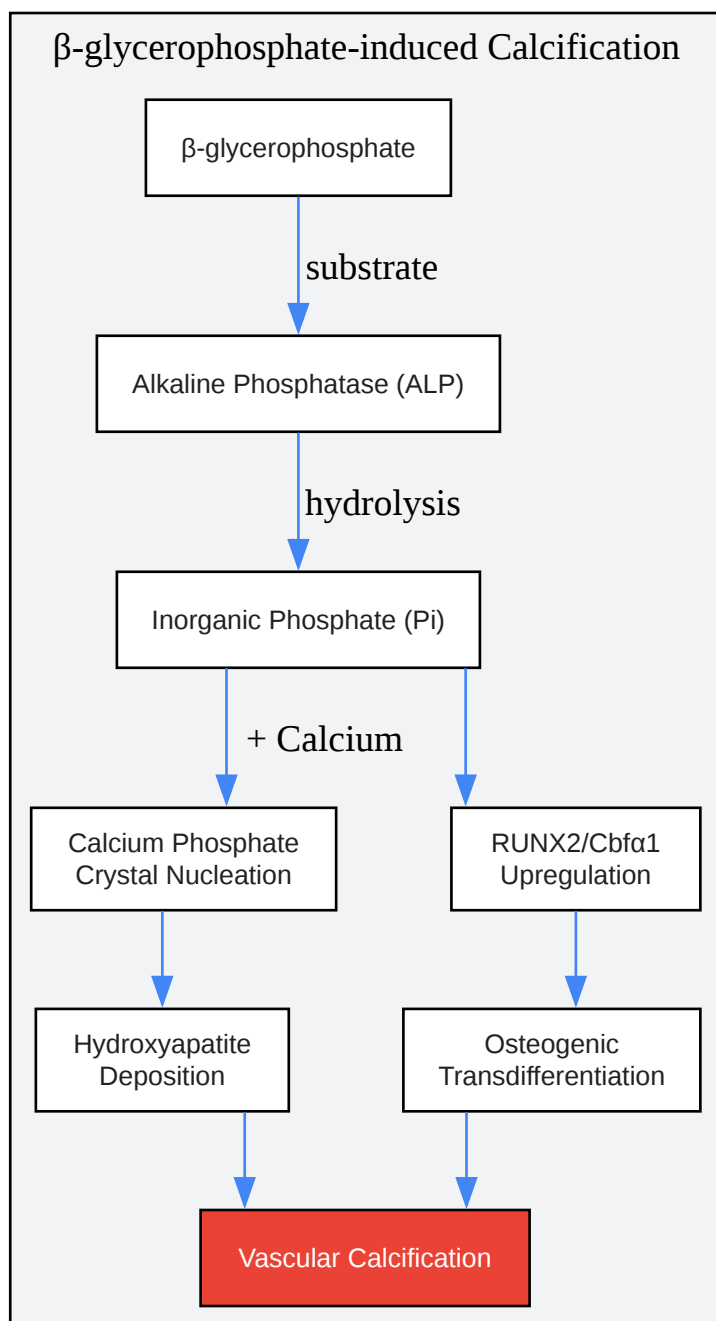 β-glycerophosphate-induced Calcification
β-glycerophosphate
substrate
Alkaline Phosphatase (ALP)
hydrolysis
Inorganic Phosphate (Pi)
+ Calcium
Calcium Phosphate
Crystal Nucleation
RUNX2/Cbfα1
Upregulation
Hydroxyapatite
Deposition
Osteogenic
Transdifferentiation
Vascular Calcification